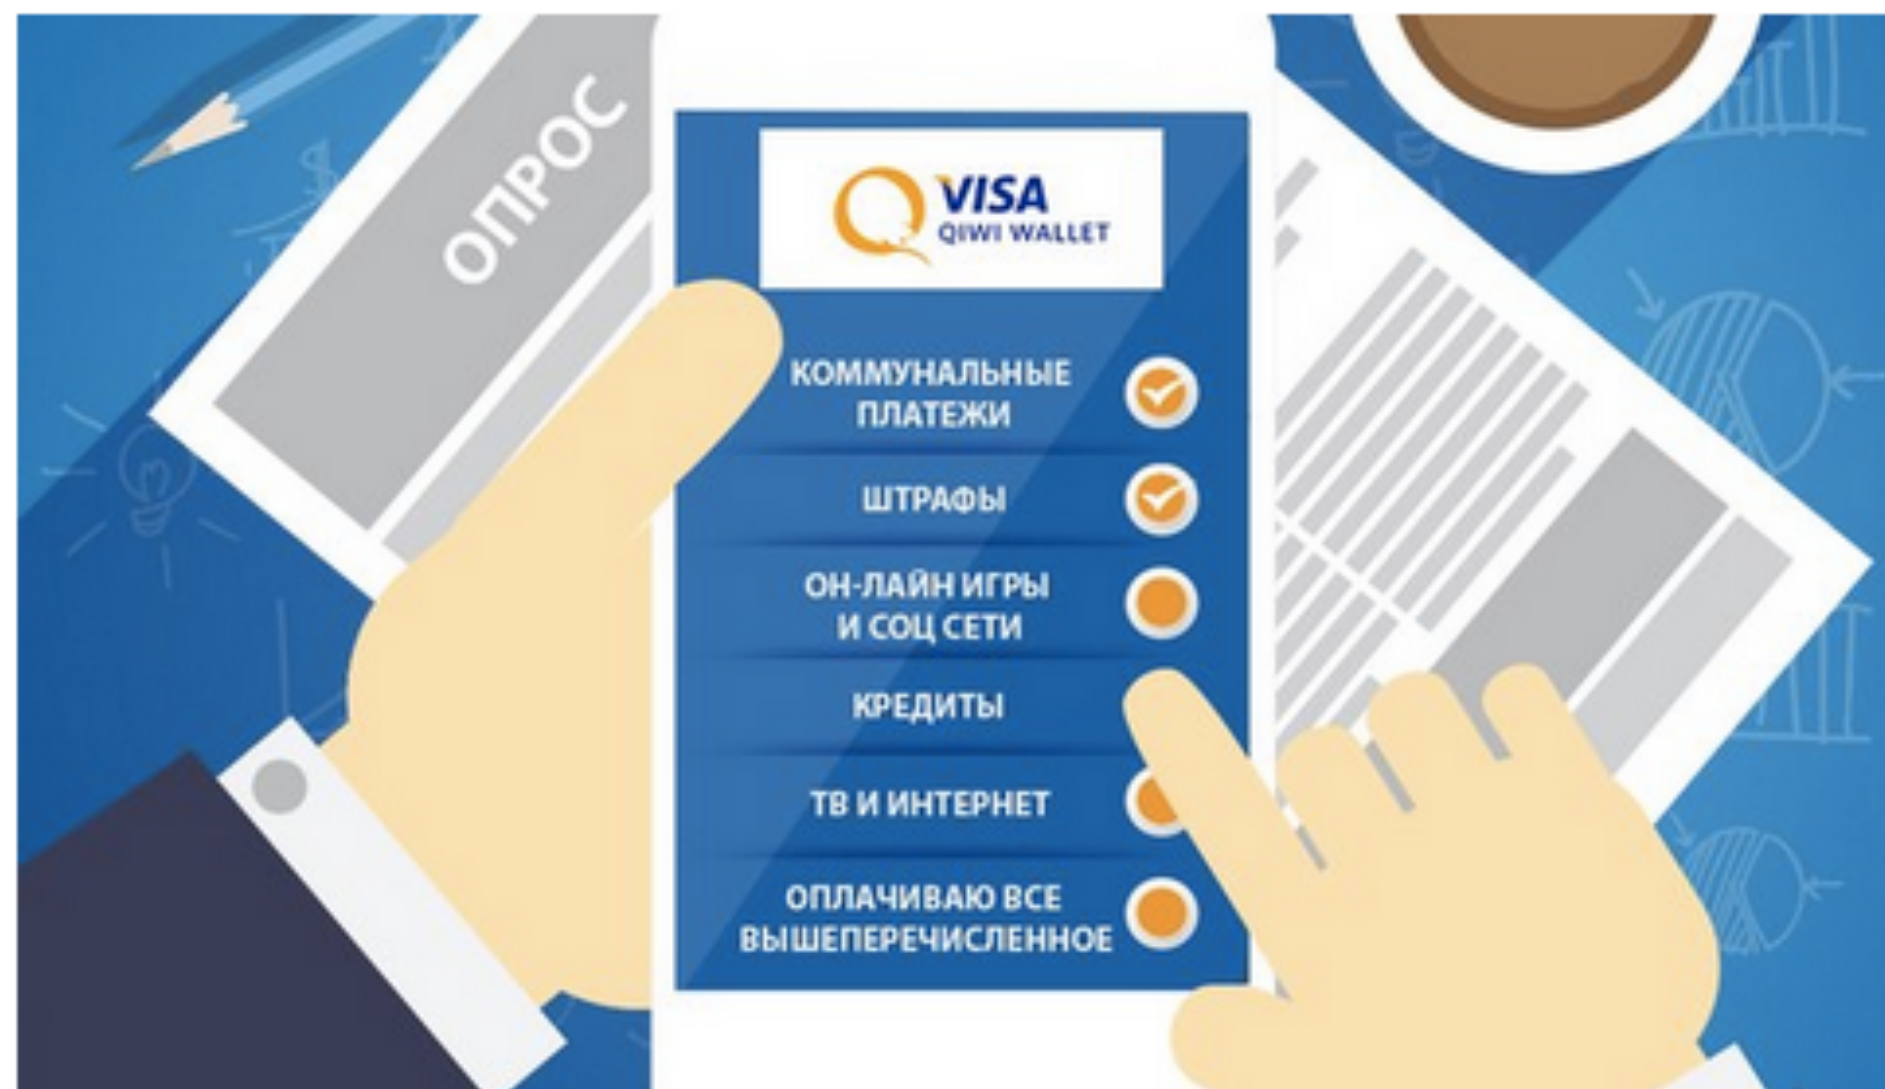 ОПРОС
VISA
QIWI WALLET
КОММУНАЛЬНЫЕ
ПЛАТЕЖИ
ШТРАФЫ
ОН-ЛАЙН ИГРЫ
И СОЦ СЕТИ
КРЕДИТЫ
ТВ И ИНТЕРНЕТ
ОПЛАЧИВАЮ ВСЕ
ВЫШЕПЕРЕЧИСЛЕННОЕ